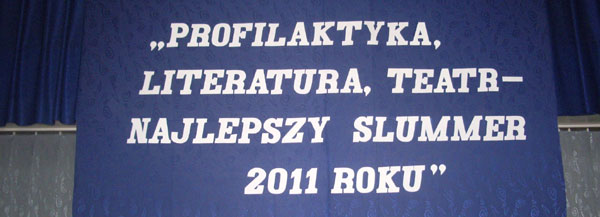 „PROFILAKTYKA,
LITERATURA, TEATR–
NAJLEPSZY SLUMMER
2011 ROKU”